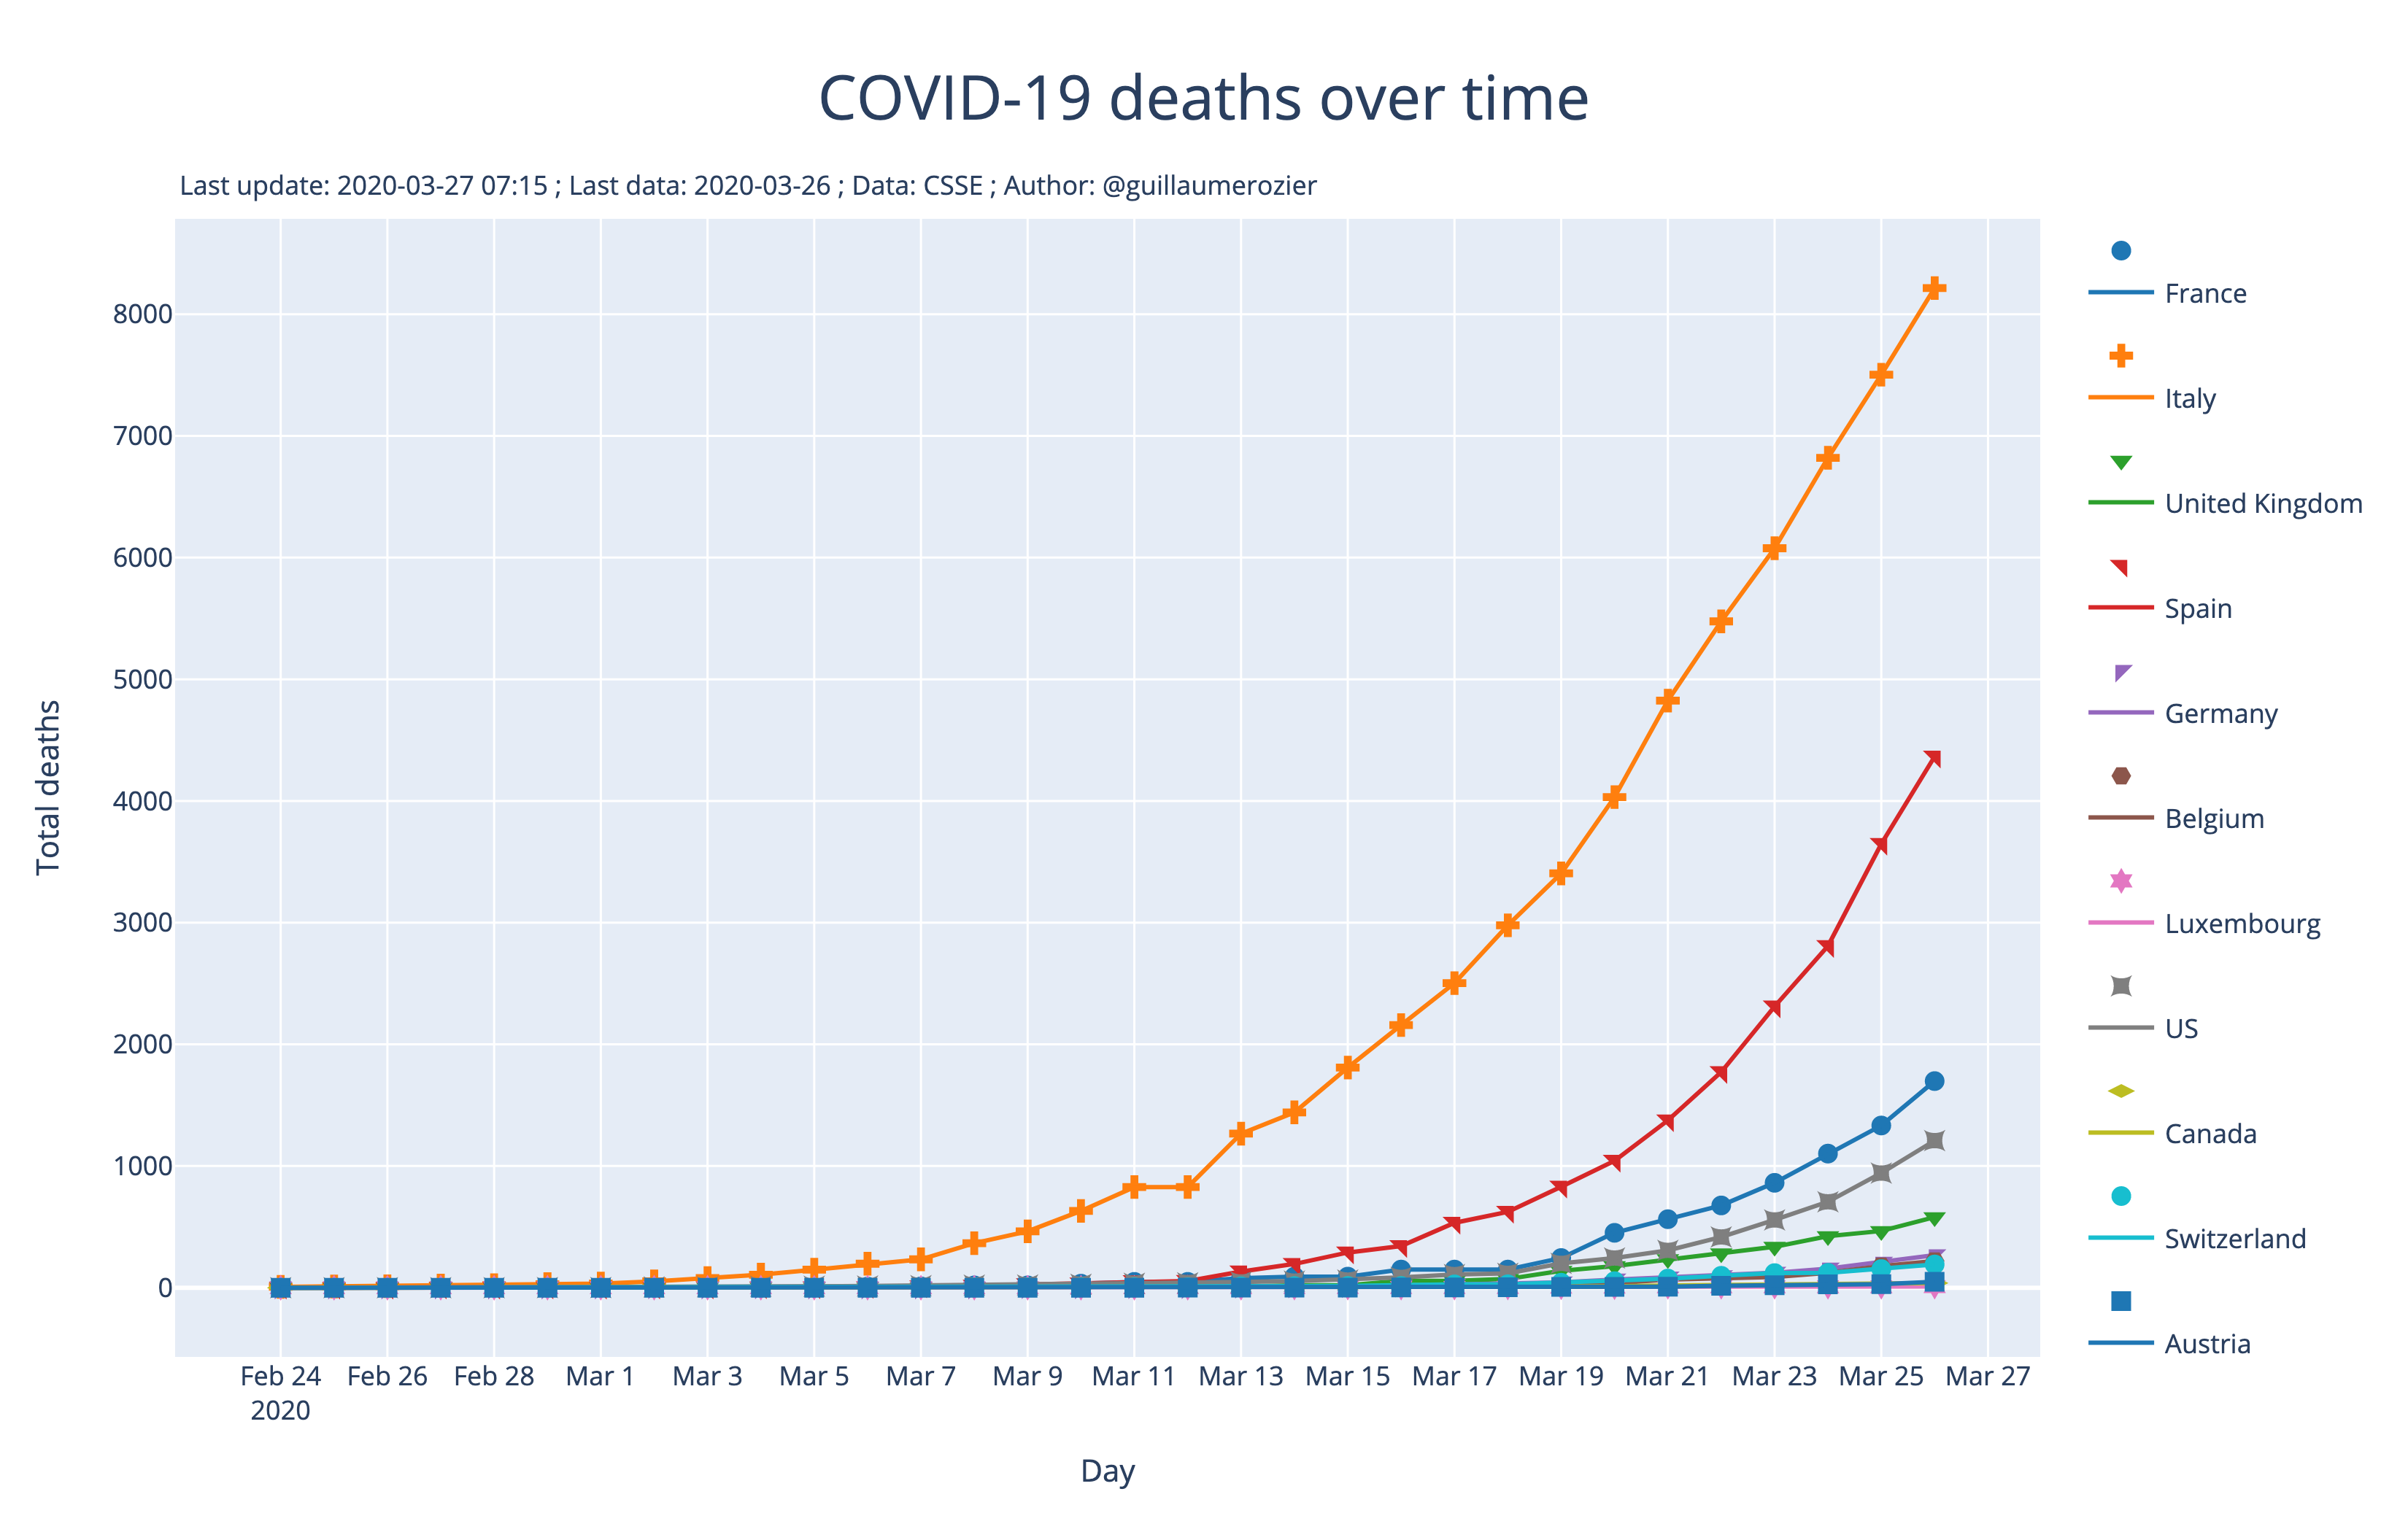 COVID-19 deaths over time
Last update: 2020-03-27 07:15 ; Last data: 2020-03-26 ; Data: CSSE ; Author: @guillaumerozier
Total deaths
8000
7000
6000
5000
4000
3000
2000
1000
0
Feb 24 Feb 26 Feb 28 Mar 1 Mar 3 Mar 5 Mar 7 Mar 9 Mar 11 Mar 13 Mar 15 Mar 17 Mar 19 Mar 21 Mar 23 Mar 25 Mar 27
2020
Day
France
Italy
United Kingdom
Spain
Germany
Belgium
Luxembourg
US
Canada
Switzerland
Austria